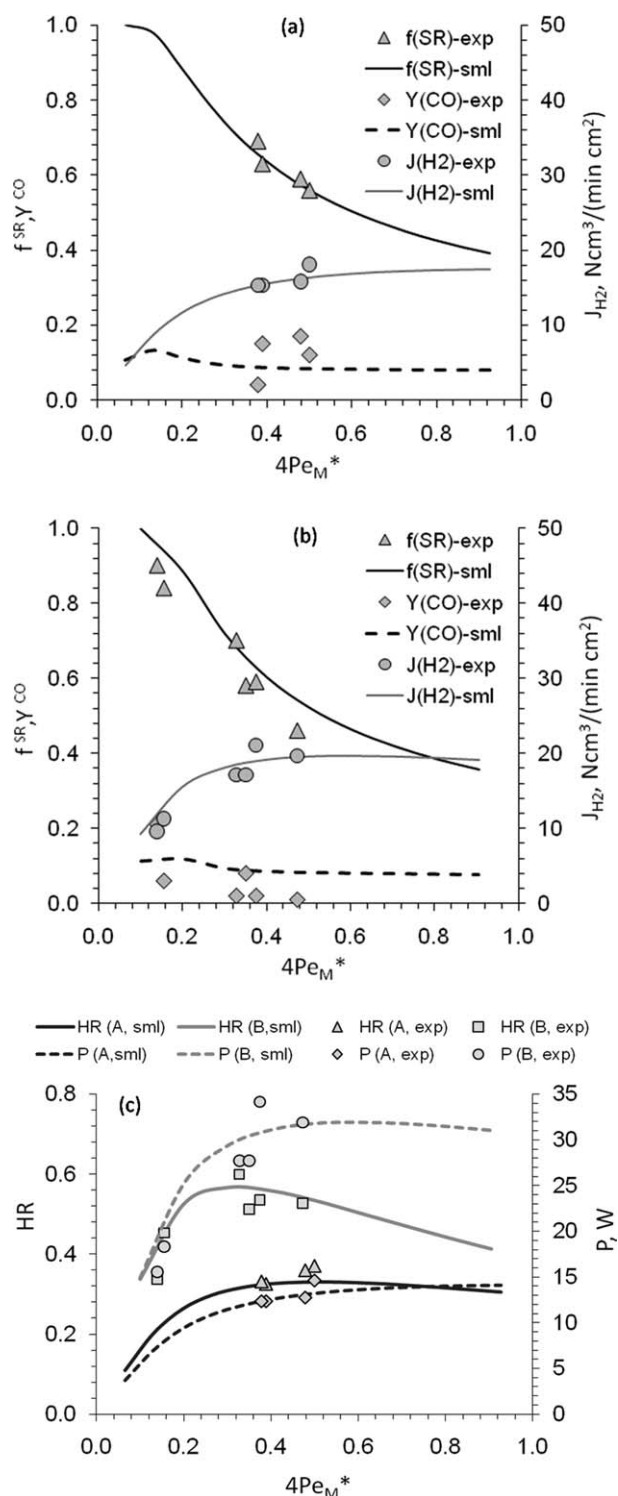 (a)
f(SR)-exp
f(SR)-sml
Y(CO)-exp
Y(CO)-sml
J(H2)-exp
J(H2)-sml
1.0
0.8
0.6
0.4
0.2
0.0
f^SR, Y^CO
50
40
30
20
10
0
J_H2, Ncm³/(min cm²)
0.0 0.2 0.4 0.6 0.8 1.0
4Pe_M*
(b)
f(SR)-exp
f(SR)-sml
Y(CO)-exp
Y(CO)-sml
J(H2)-exp
J(H2)-sml
1.0
0.8
0.6
0.4
0.2
0.0
f^SR, Y^CO
50
40
30
20
10
0
J_H2, Ncm³/(min cm²)
0.0 0.2 0.4 0.6 0.8 1.0
4Pe_M*
HR (A, sml) HR (B,sml) HR (A, exp) HR (B, exp)
P (A,sml) P (B, sml) P (A, exp) P (B, exp)
(c)
0.8
0.6
0.4
0.2
0.0
HR
35
30
25
20
15
10
5
0
P, W
0.0 0.2 0.4 0.6 0.8 1.0
4Pe_M*